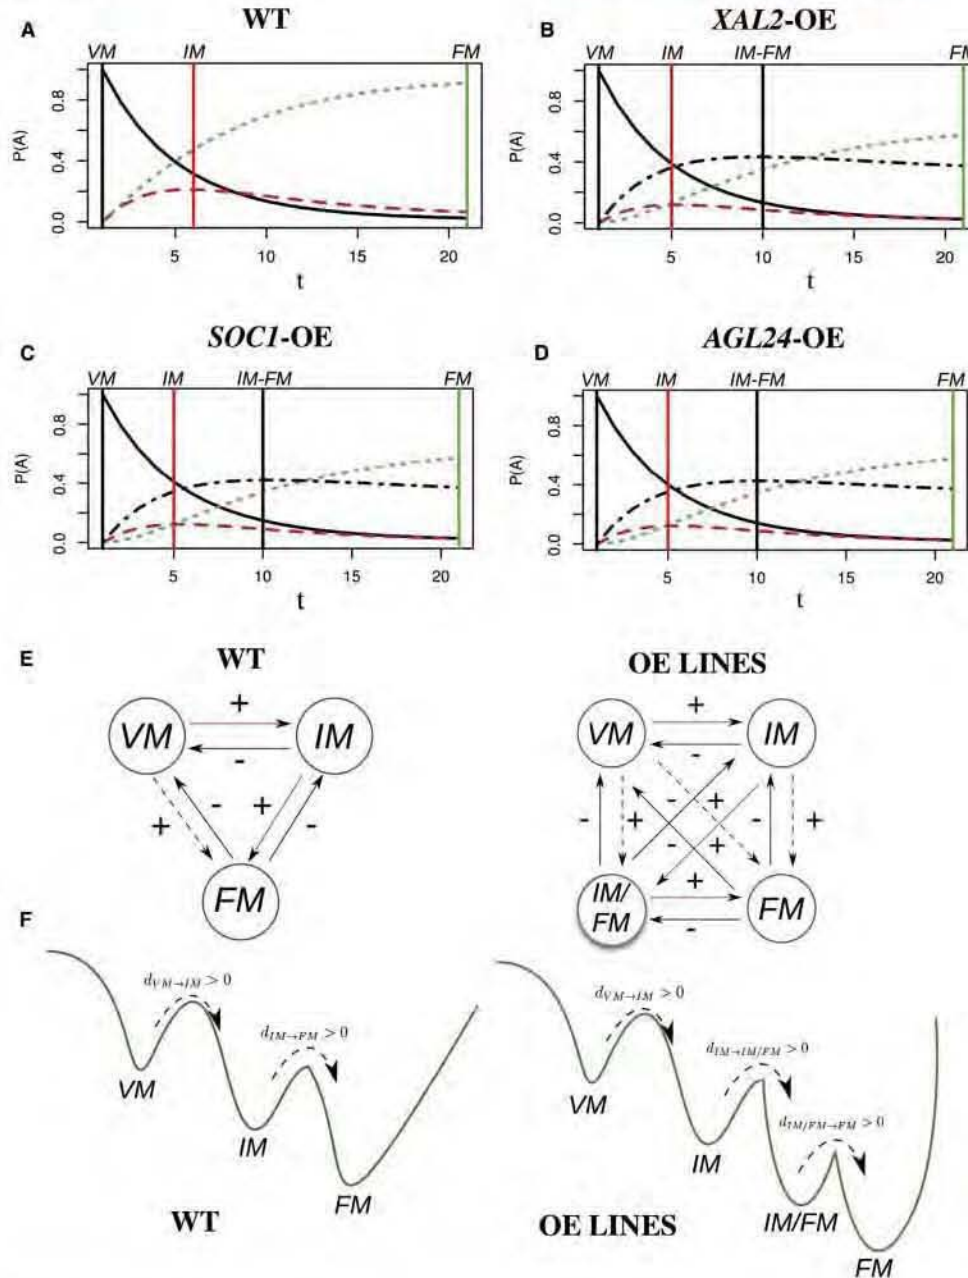 A
WT
VM IM FM
P(A)
0.8
0.4
0.0
5 10 15 20
t
B
XAL2-OE
VM IM IM-FM FM
P(A)
0.8
0.4
0.0
5 10 15 20
t
C
SOC1-OE
VM IM IM-FM FM
P(A)
0.8
0.4
0.0
5 10 15 20
t
D
AGL24-OE
VM IM IM-FM FM
P(A)
0.8
0.4
0.0
5 10 15 20
t
E
WT
VM + IM
-
+ - + -
FM
OE LINES
VM + IM
-
- + - + - +
- +
IM/
FM
+
-
FM
F
d_{VM→IM} > 0
d_{IM→FM} > 0
VM
IM
FM
WT
d_{VM→IM} > 0
d_{IM→IM/FM} > 0
d_{IM/FM→FM} > 0
VM
IM
IM/FM
FM
OE LINES